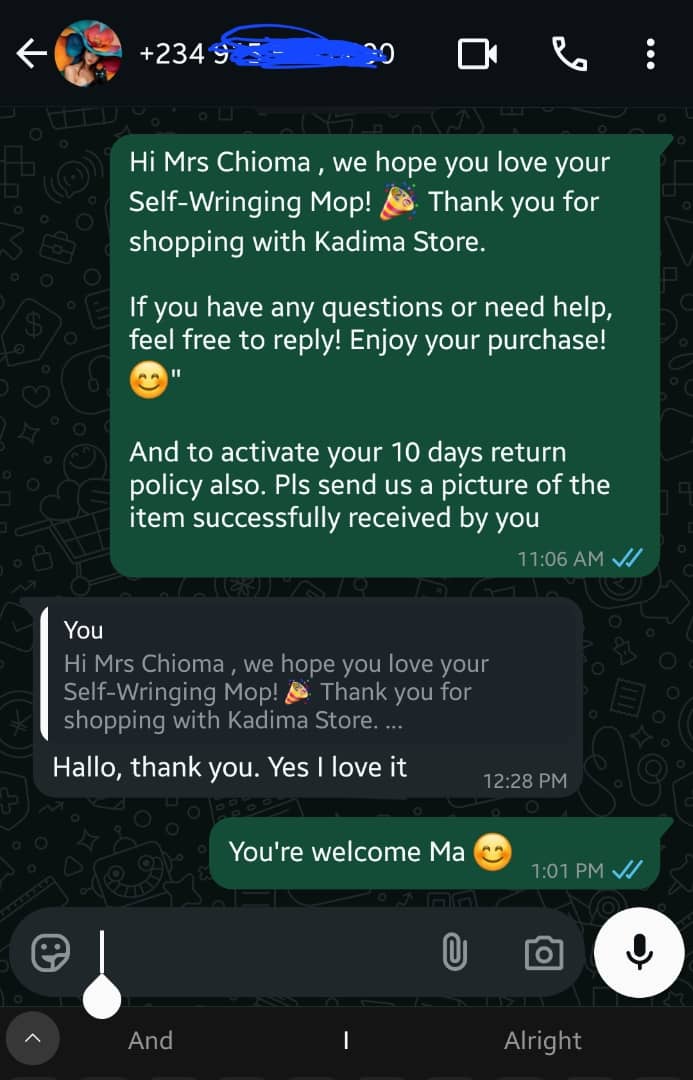 +234 9
Hi Mrs Chioma , we hope you love your
Self-Wringing Mop! 🎉 Thank you for
shopping with Kadima Store.
If you have any questions or need help,
feel free to reply! Enjoy your purchase!
😊"
And to activate your 10 days return
policy also. Pls send us a picture of the
item successfully received by you
11:06 AM
You
Hi Mrs Chioma , we hope you love your
Self-Wringing Mop! 🎉 Thank you for
shopping with Kadima Store. ...
Hallo, thank you. Yes I love it
12:28 PM
You're welcome Ma 😊
1:01 PM
And I Alright